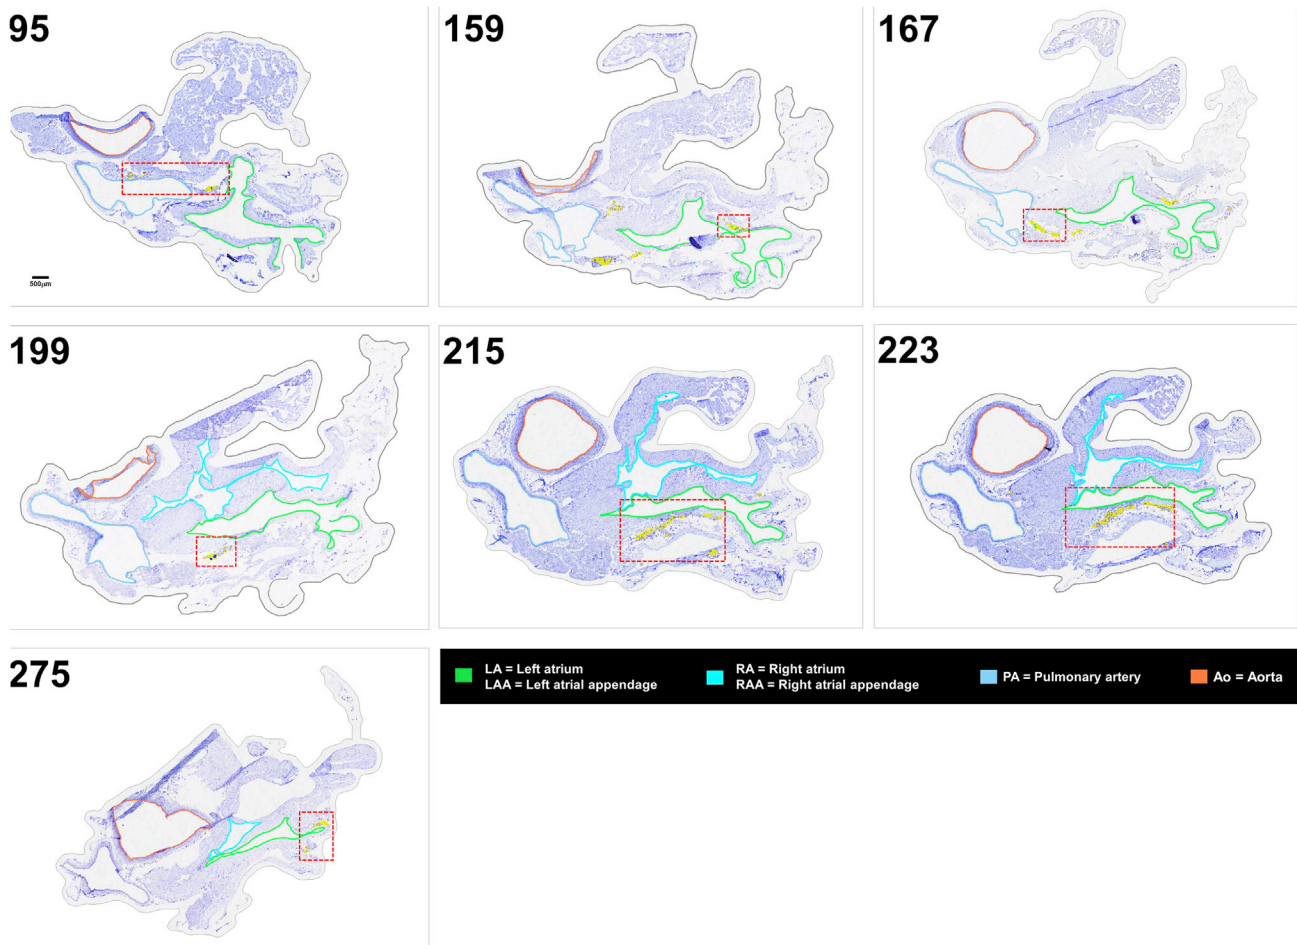 95
159
167
500µm
199
215
223
275
LA = Left atrium
LAA = Left atrial appendage
RA = Right atrium
RAA = Right atrial appendage
PA = Pulmonary artery
Ao = Aorta